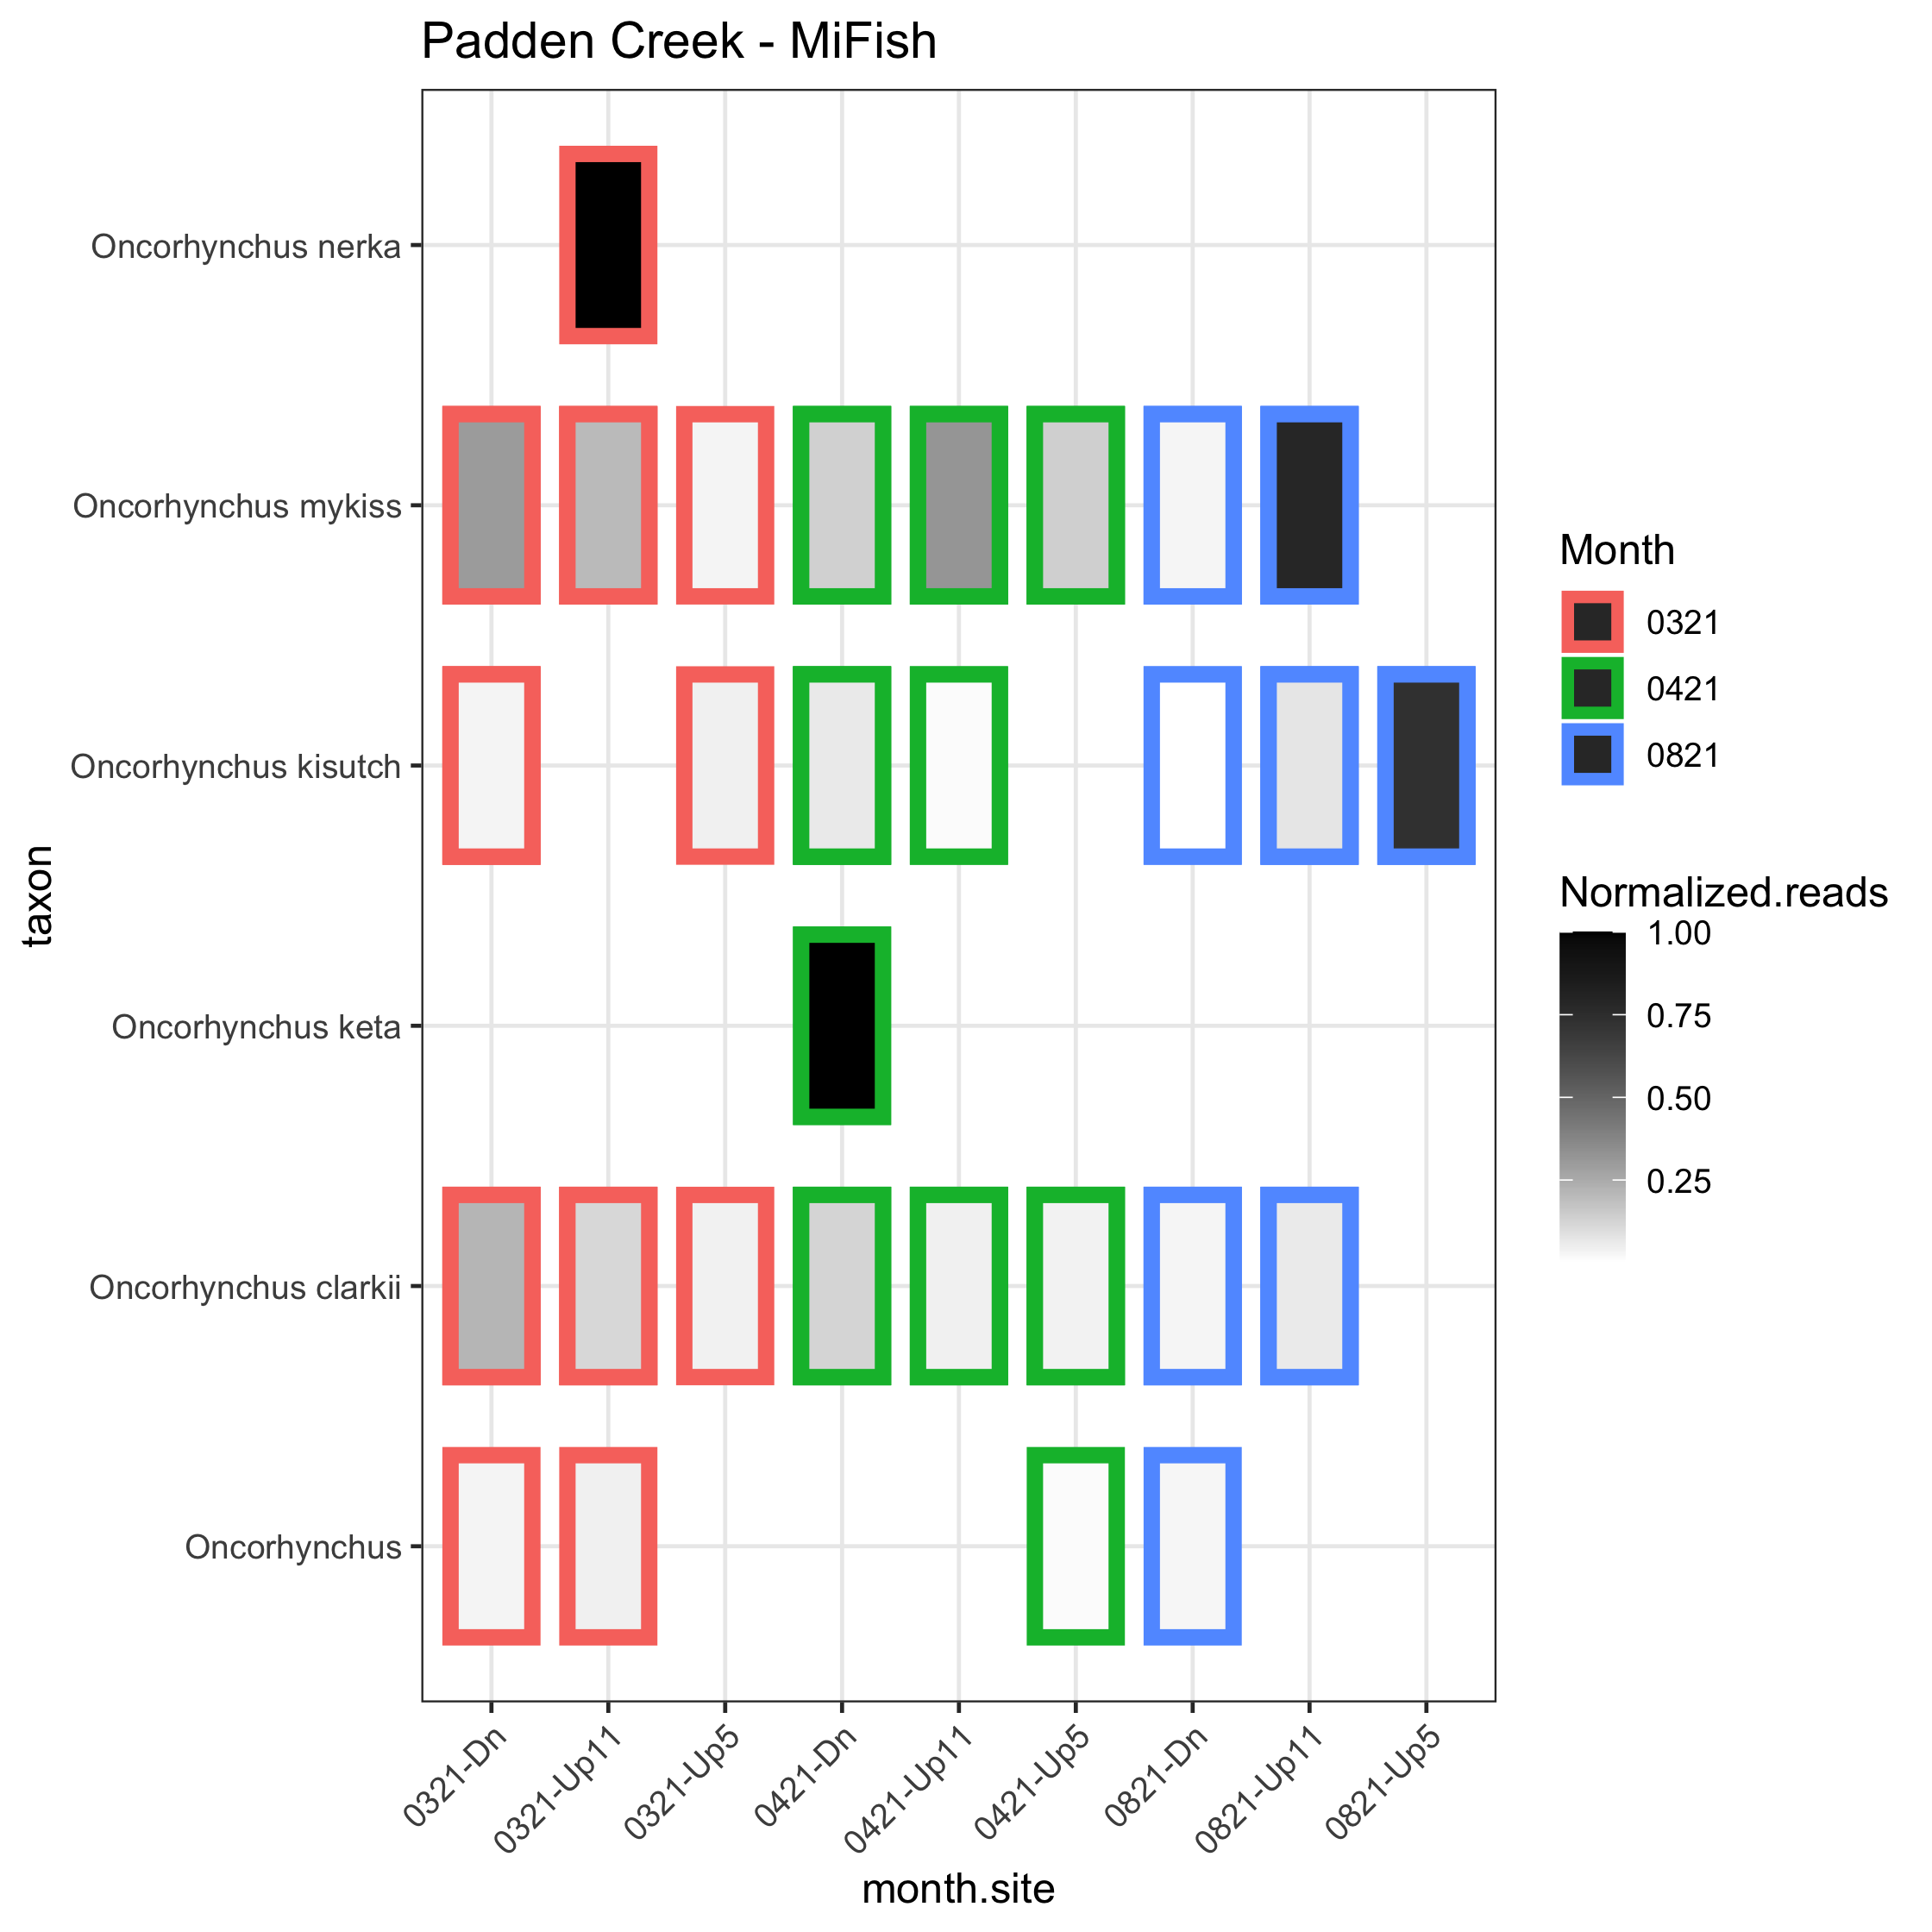 Padden Creek - MiFish
taxon
Oncorhynchus nerka
Oncorhynchus mykiss
Oncorhynchus kisutch
Oncorhynchus keta
Oncorhynchus clarkii
Oncorhynchus
0321-Dn
0321-Up11
0321-Up5
0421-Dn
0421-Up11
0421-Up5
0821-Dn
0821-Up11
0821-Up5
month.site
Month
0321
0421
0821
Normalized.reads
1.00
0.75
0.50
0.25